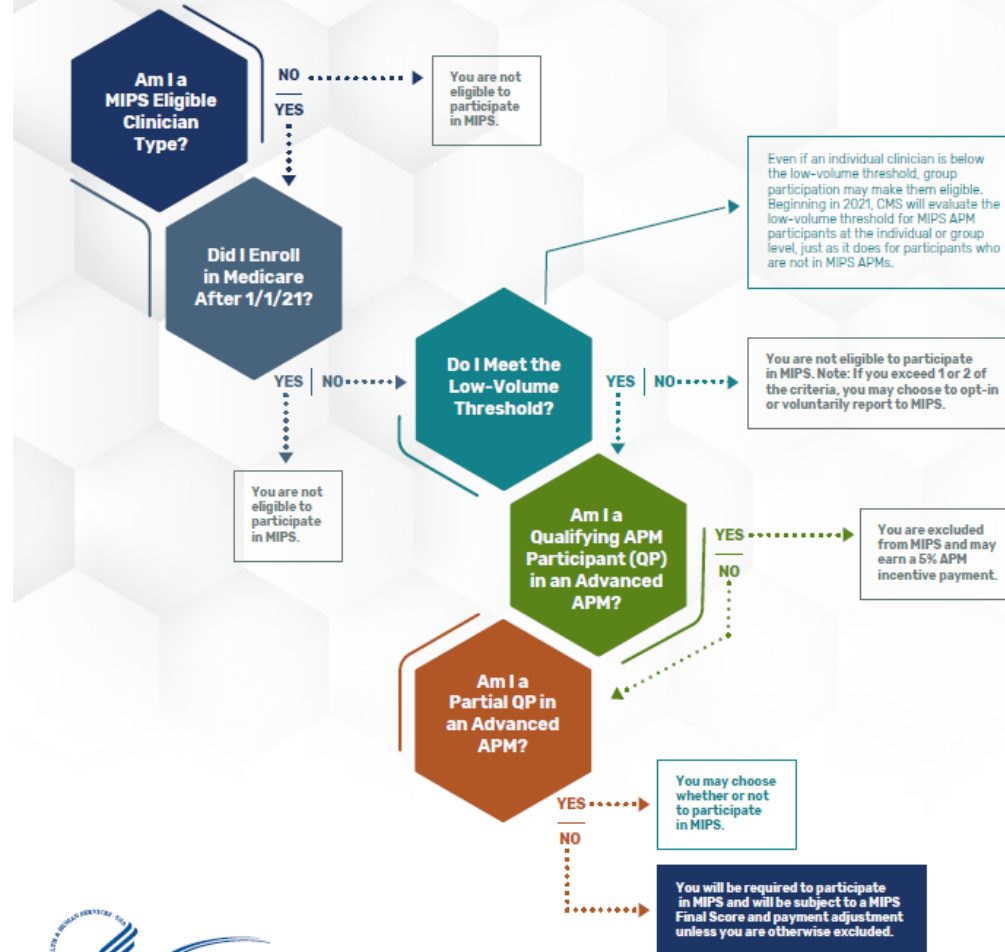 Am I a
MIPS Eligible
Clinician
Type?
NO
YES
You are not
eligible to
participate
in MIPS.
Did I Enroll
in Medicare
After 1/1/21?
YES | NO
You are not
eligible to
participate
in MIPS.
Even if an individual clinician is below
the low-volume threshold, group
participation may make them eligible.
Beginning in 2021, CMS will evaluate the
low-volume threshold for MIPS APM
participants at the individual or group
level, just as it does for participants who
are not in MIPS APMs.
Do I Meet the
Low-Volume
Threshold?
YES | NO
You are not eligible to participate
in MIPS. Note: If you exceed 1 or 2 of
the criteria, you may choose to opt-in
or voluntarily report to MIPS.
Am I a
Qualifying APM
Participant (QP)
in an Advanced
APM?
YES
NO
You are excluded
from MIPS and may
earn a 5% APM
incentive payment.
Am I a
Partial QP in
an Advanced
APM?
YES
NO
You may choose
whether or not
to participate
in MIPS.
You will be required to participate
in MIPS and will be subject to a MIPS
Final Score and payment adjustment
unless you are otherwise excluded.
& HUMAN SERVICES · USA